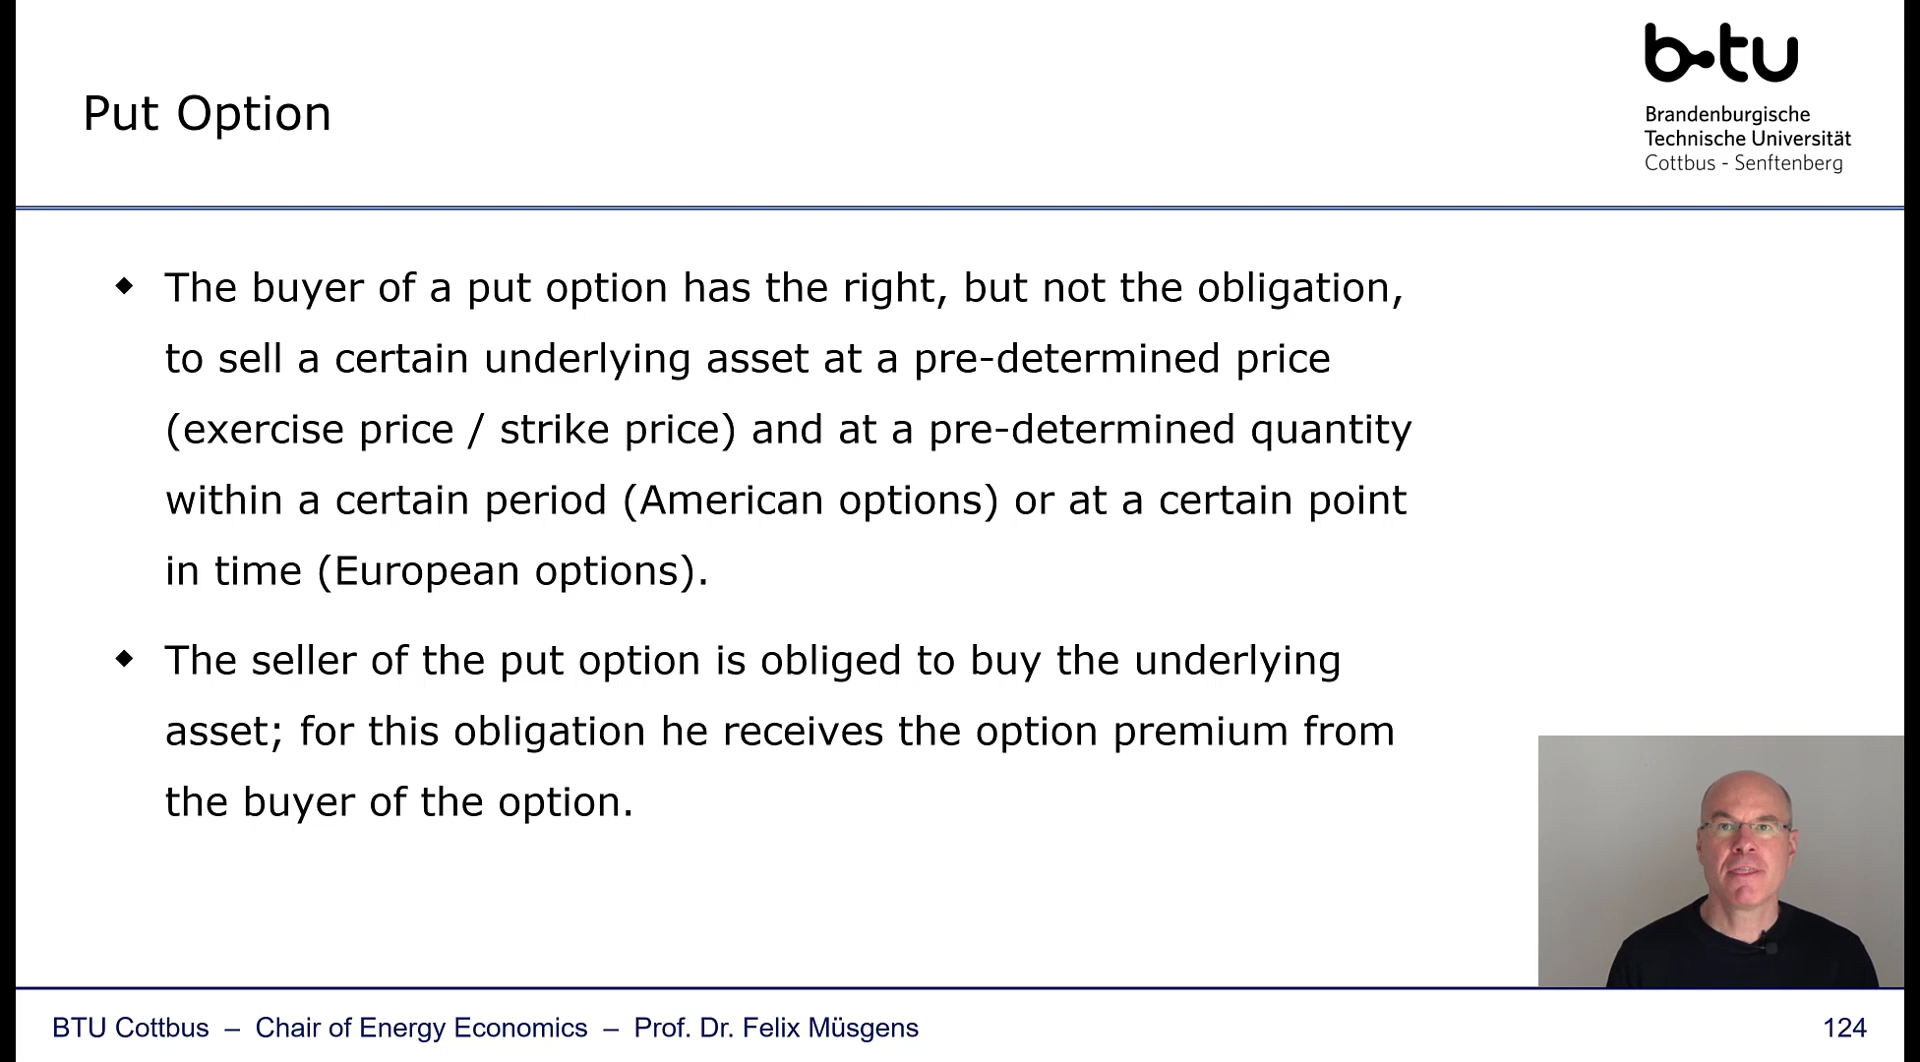 Put Option
b-tu
Brandenburgische
Technische Universität
Cottbus - Senftenberg
The buyer of a put option has the right, but not the obligation,
to sell a certain underlying asset at a pre-determined price
(exercise price / strike price) and at a pre-determined quantity
within a certain period (American options) or at a certain point
in time (European options).
The seller of the put option is obliged to buy the underlying
asset; for this obligation he receives the option premium from
the buyer of the option.
BTU Cottbus – Chair of Energy Economics – Prof. Dr. Felix Müsgens
124